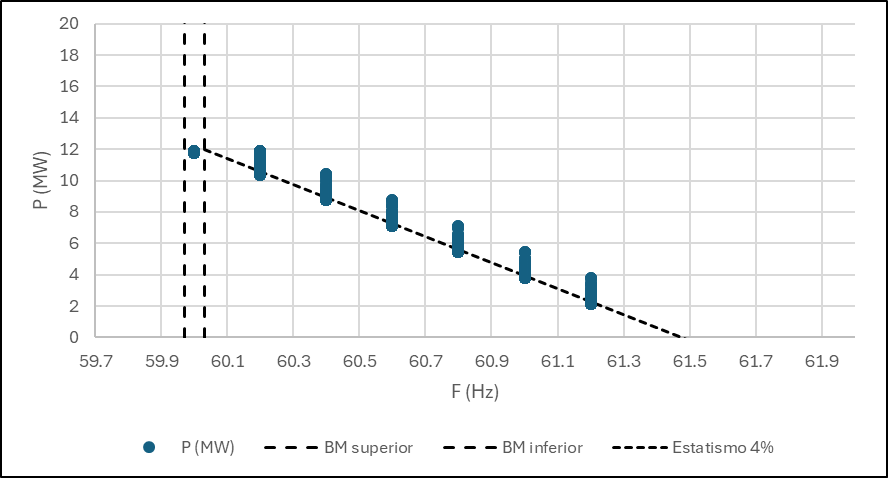 20
18
16
14
12
10
8
6
4
2
0
P (MW)
59.7 59.9 60.1 60.3 60.5 60.7 60.9 61.1 61.3 61.5 61.7 61.9
F (Hz)
P (MW) BM superior BM inferior Estatismo 4%